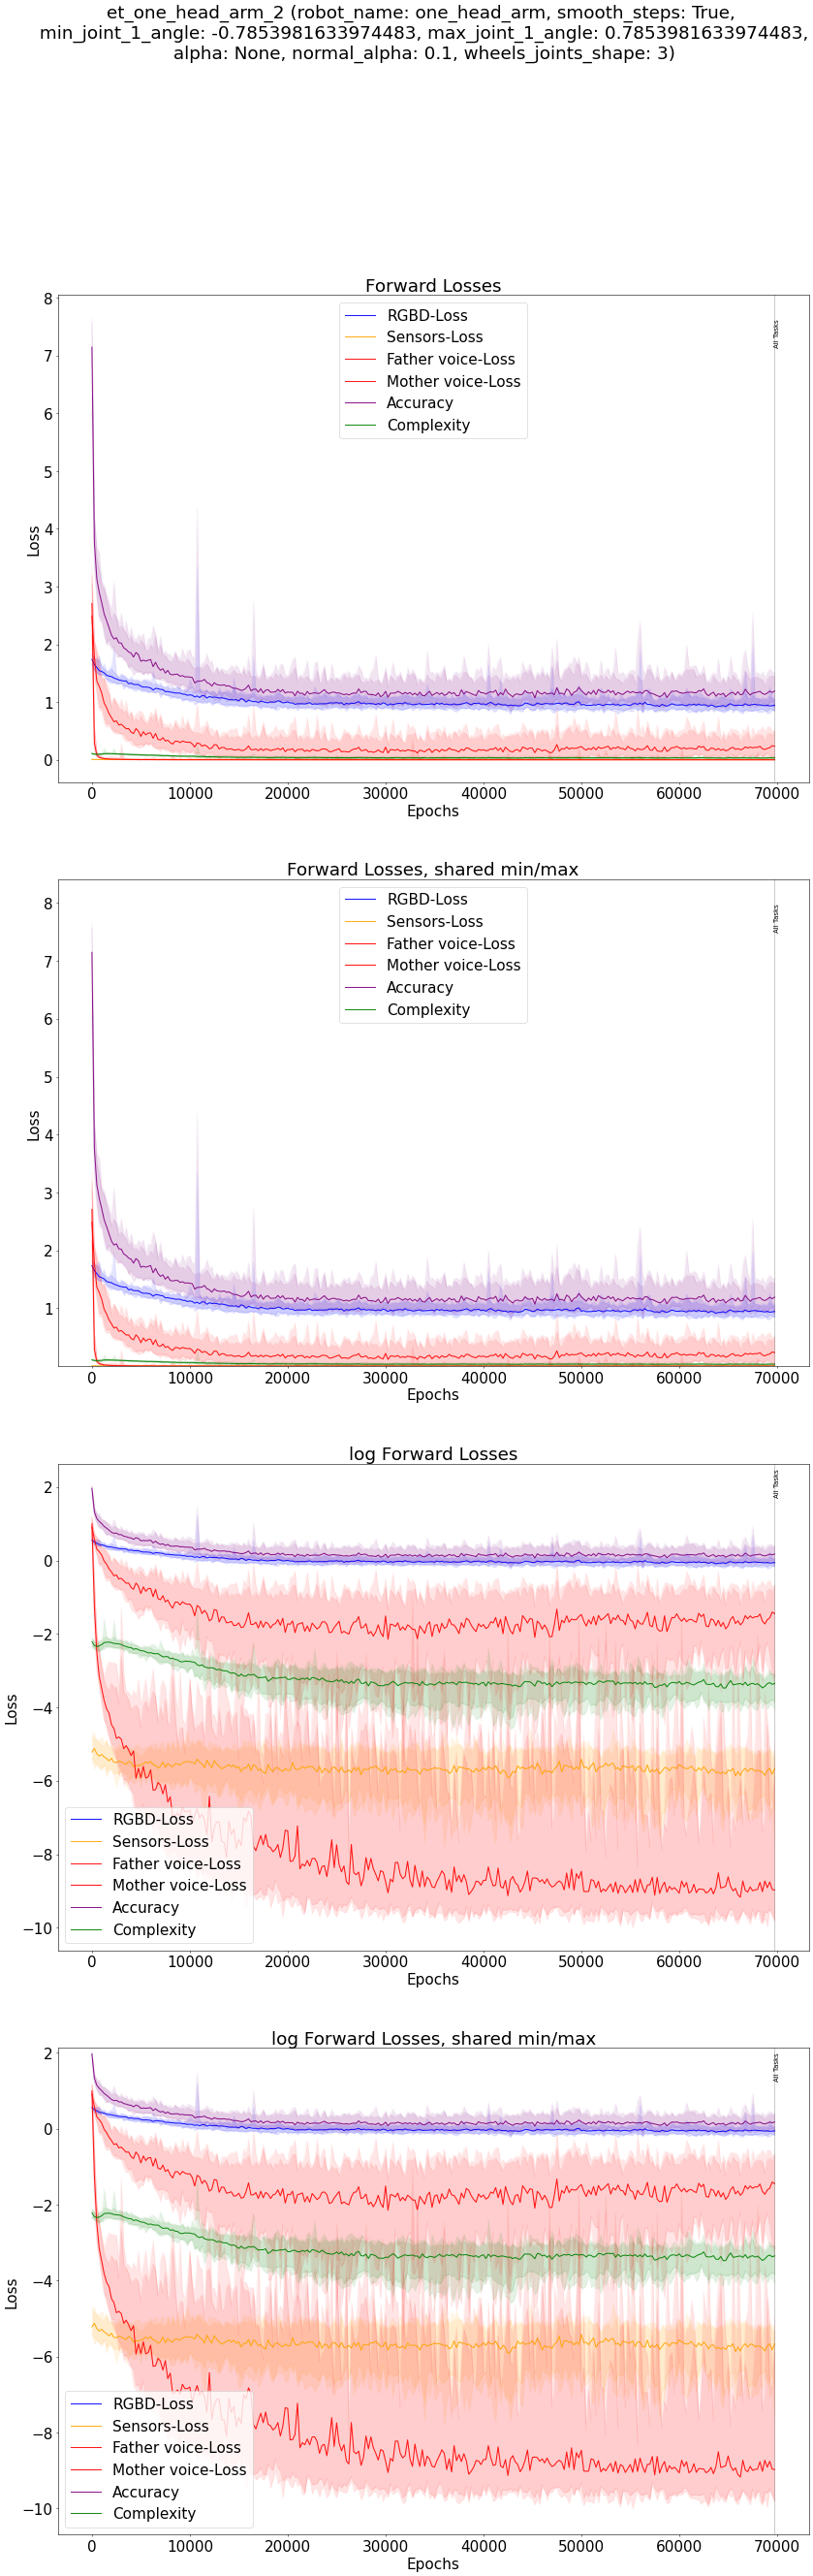 et_one_head_arm_2 (robot_name: one_head_arm, smooth_steps: True,
min_joint_1_angle: -0.7853981633974483, max_joint_1_angle: 0.7853981633974483,
alpha: None, normal_alpha: 0.1, wheels_joints_shape: 3)
Forward Losses
8
7
6
5
4
3
2
1
0
Loss
RGBD-Loss
Sensors-Loss
Father voice-Loss
Mother voice-Loss
Accuracy
Complexity
All Tasks
0 10000 20000 30000 40000 50000 60000 70000
Epochs
Forward Losses, shared min/max
8
7
6
5
4
3
2
1
Loss
RGBD-Loss
Sensors-Loss
Father voice-Loss
Mother voice-Loss
Accuracy
Complexity
All Tasks
0 10000 20000 30000 40000 50000 60000 70000
Epochs
log Forward Losses
2
0
−2
−4
−6
−8
−10
Loss
All Tasks
RGBD-Loss
Sensors-Loss
Father voice-Loss
Mother voice-Loss
Accuracy
Complexity
0 10000 20000 30000 40000 50000 60000 70000
Epochs
log Forward Losses, shared min/max
2
0
−2
−4
−6
−8
−10
Loss
All Tasks
RGBD-Loss
Sensors-Loss
Father voice-Loss
Mother voice-Loss
Accuracy
Complexity
0 10000 20000 30000 40000 50000 60000 70000
Epochs